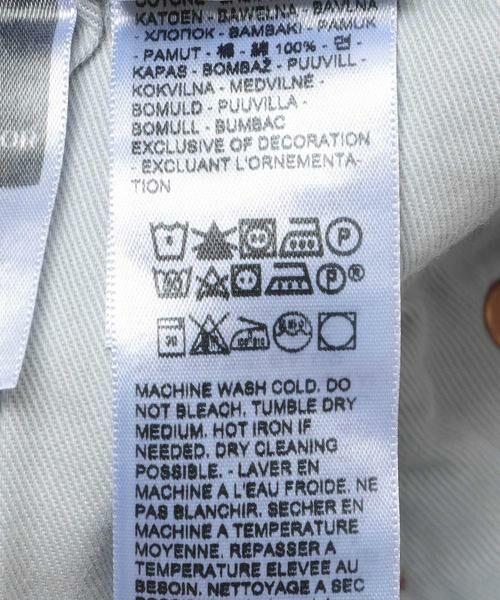 KATOEN - BAWEŁNA - BAVLNA
- ХЛОПОК - BAMBAKI - PAMUK
- PAMUT - 棉 - 綿 100% - 면 -
KAPAS - BOMBAŽ - PUUVILL -
KOKVILNA - MEDVILNĖ -
BOMULD - PUUVILLA -
BOMULL - BUMBAC
EXCLUSIVE OF DECORATION
- EXCLUANT L'ORNEMENTA-
TION
P
P®
30
MACHINE WASH COLD. DO
NOT BLEACH. TUMBLE DRY
MEDIUM. HOT IRON IF
NEEDED. DRY CLEANING
POSSIBLE. - LAVER EN
MACHINE A L'EAU FROIDE. NE
PAS BLANCHIR. SECHER EN
MACHINE A TEMPERATURE
MOYENNE. REPASSER A
TEMPERATURE ELEVEE AU
BESOIN. NETTOYAGE A SEC